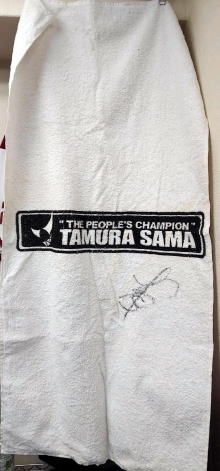 "THE PEOPLE'S CHAMPION"
TAMURA SAMA